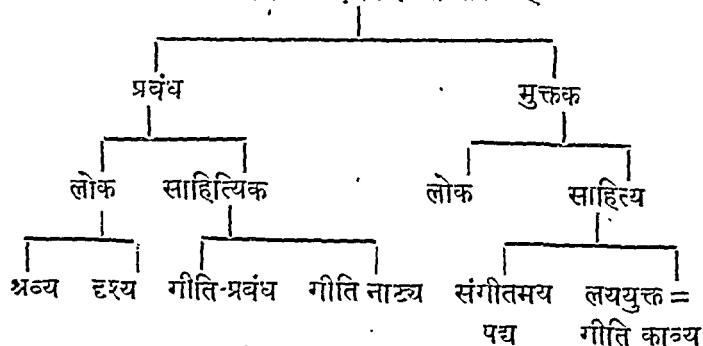 प्रबंध मुक्तक
लोक साहित्यिक लोक साहित्य
श्रव्य दृश्य गीति-प्रबंध गीति नाट्य संगीतमय लययुक्त =
पद्य गीति काव्य